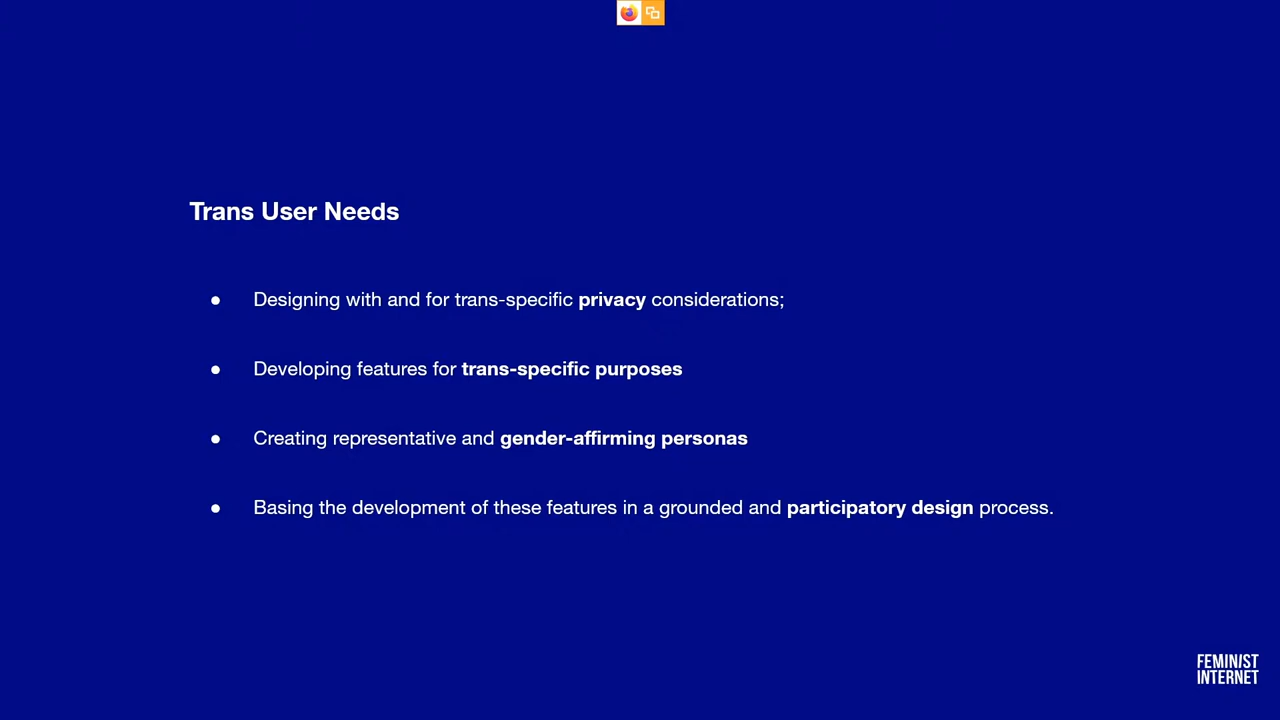 Trans User Needs
● Designing with and for trans-specific privacy considerations;
● Developing features for trans-specific purposes
● Creating representative and gender-affirming personas
● Basing the development of these features in a grounded and participatory design process.
FEMINIST
INTERNET